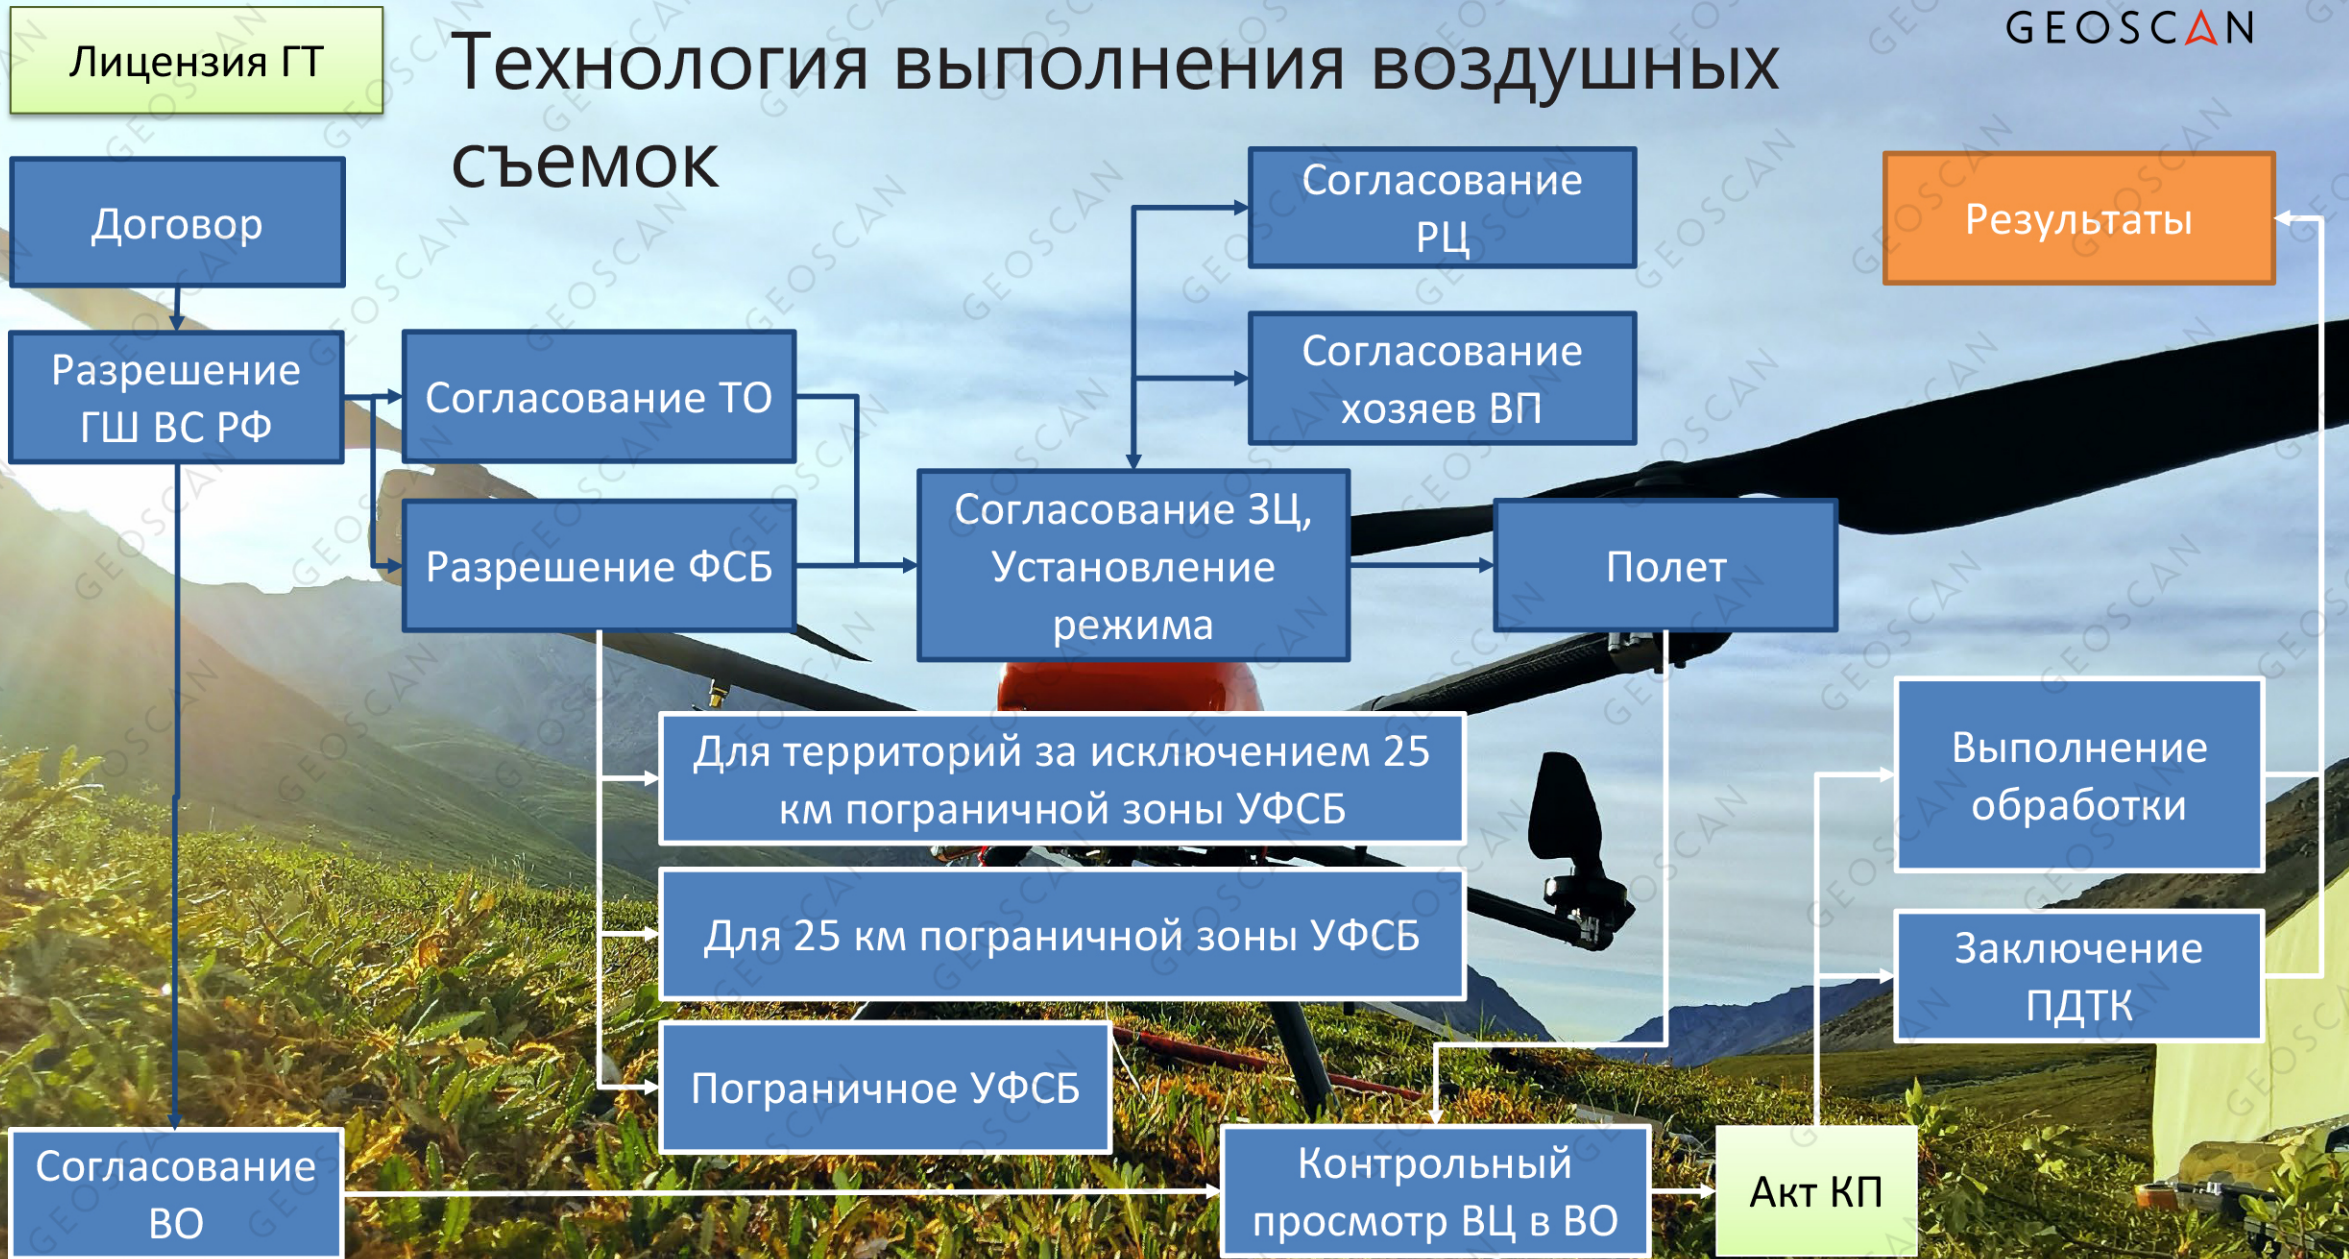 Лицензия ГТ
Технология выполнения воздушных
съемок
GEOSCAN
Договор
Согласование
РЦ
Результаты
Разрешение
ГШ ВС РФ
Согласование ТО
Согласование
хозяев ВП
Разрешение ФСБ
Согласование ЗЦ,
Установление
режима
Полет
Для территорий за исключением 25
км пограничной зоны УФСБ
Выполнение
обработки
Для 25 км пограничной зоны УФСБ
Заключение
ПДТК
Пограничное УФСБ
Согласование
ВО
Контрольный
просмотр ВЦ в ВО
Акт КП